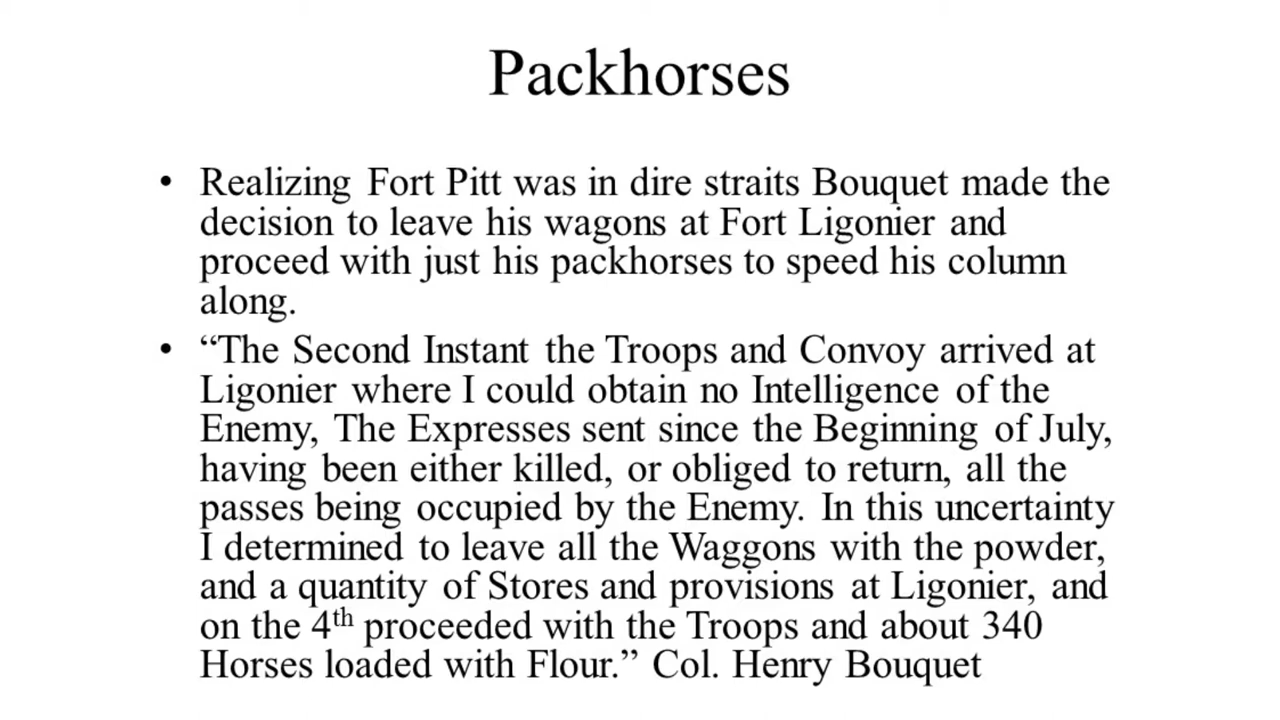 Packhorses
• Realizing Fort Pitt was in dire straits Bouquet made the
decision to leave his wagons at Fort Ligonier and
proceed with just his packhorses to speed his column
along.
• “The Second Instant the Troops and Convoy arrived at
Ligonier where I could obtain no Intelligence of the
Enemy, The Expresses sent since the Beginning of July,
having been either killed, or obliged to return, all the
passes being occupied by the Enemy. In this uncertainty
I determined to leave all the Waggons with the powder,
and a quantity of Stores and provisions at Ligonier, and
on the 4th proceeded with the Troops and about 340
Horses loaded with Flour.” Col. Henry Bouquet